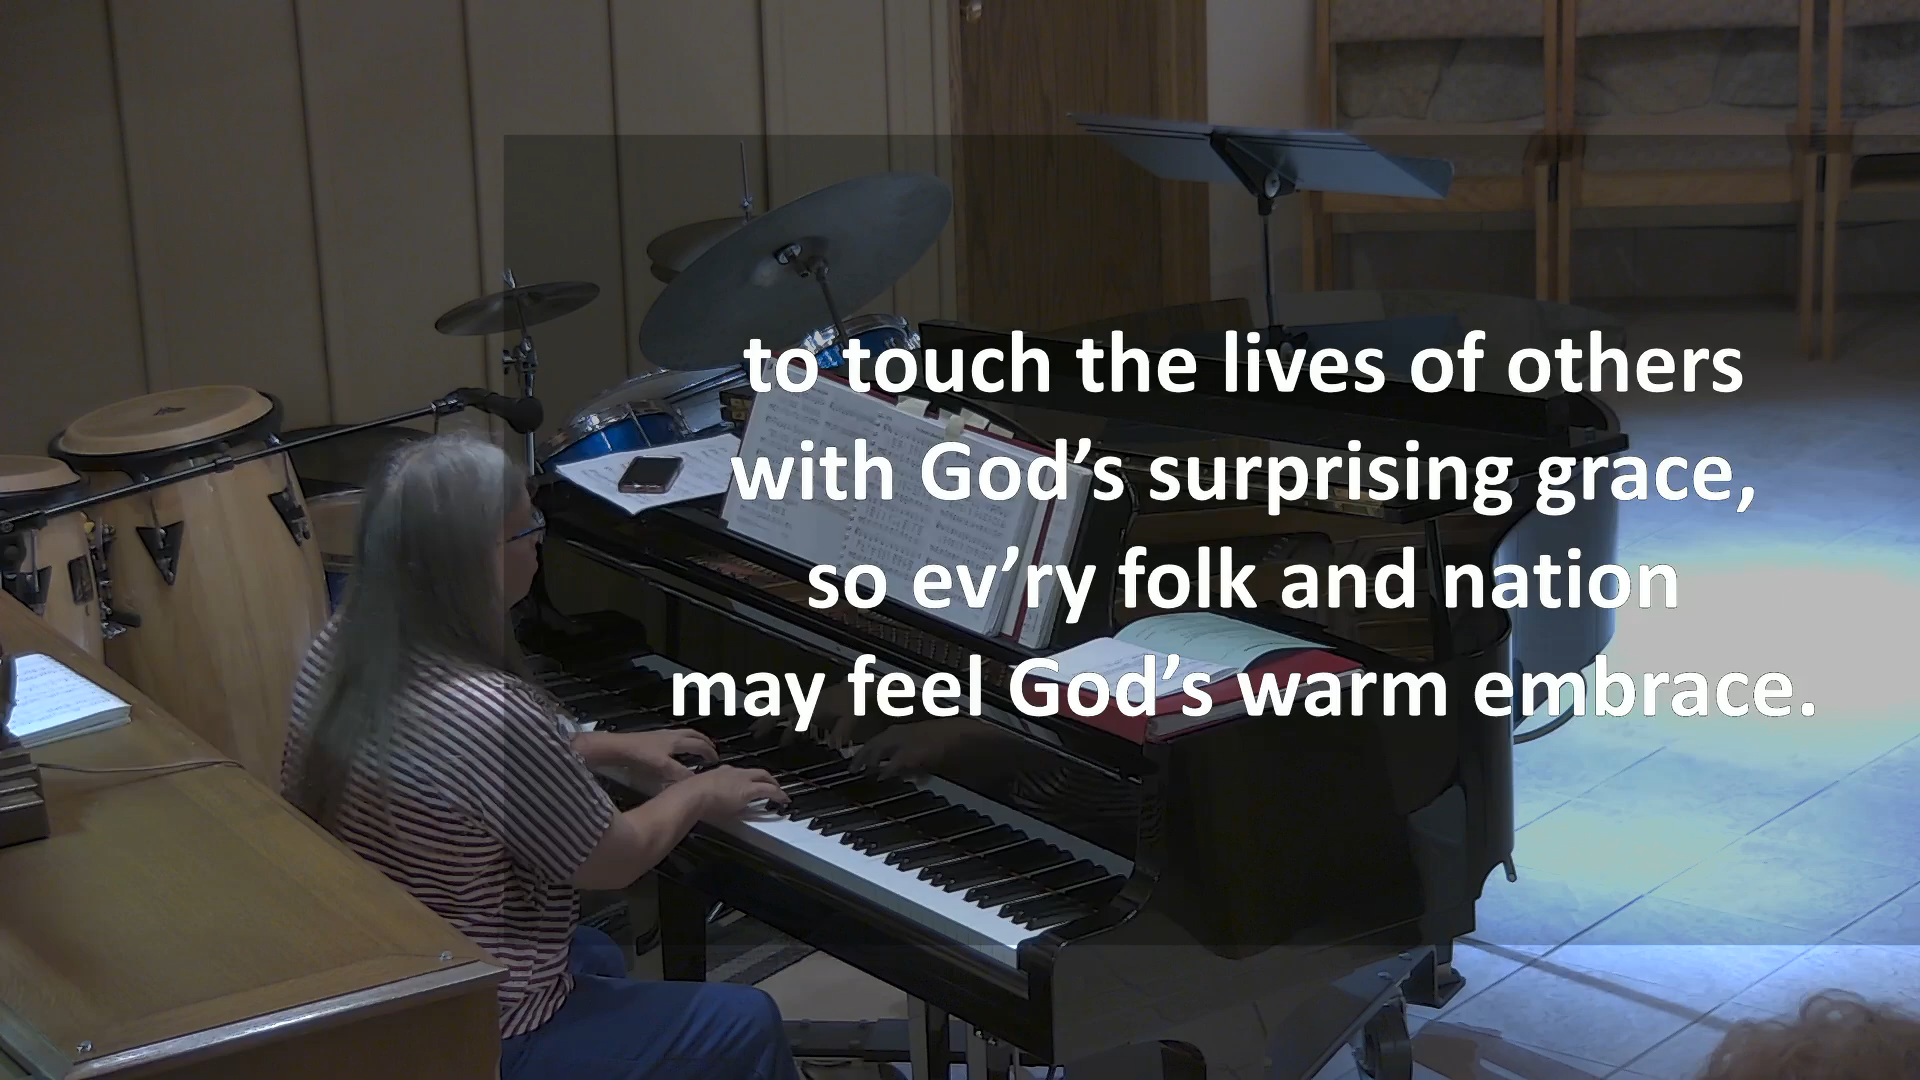 to touch the lives of others
with God’s surprising grace,
so ev’ry folk and nation
may feel God’s warm embrace.